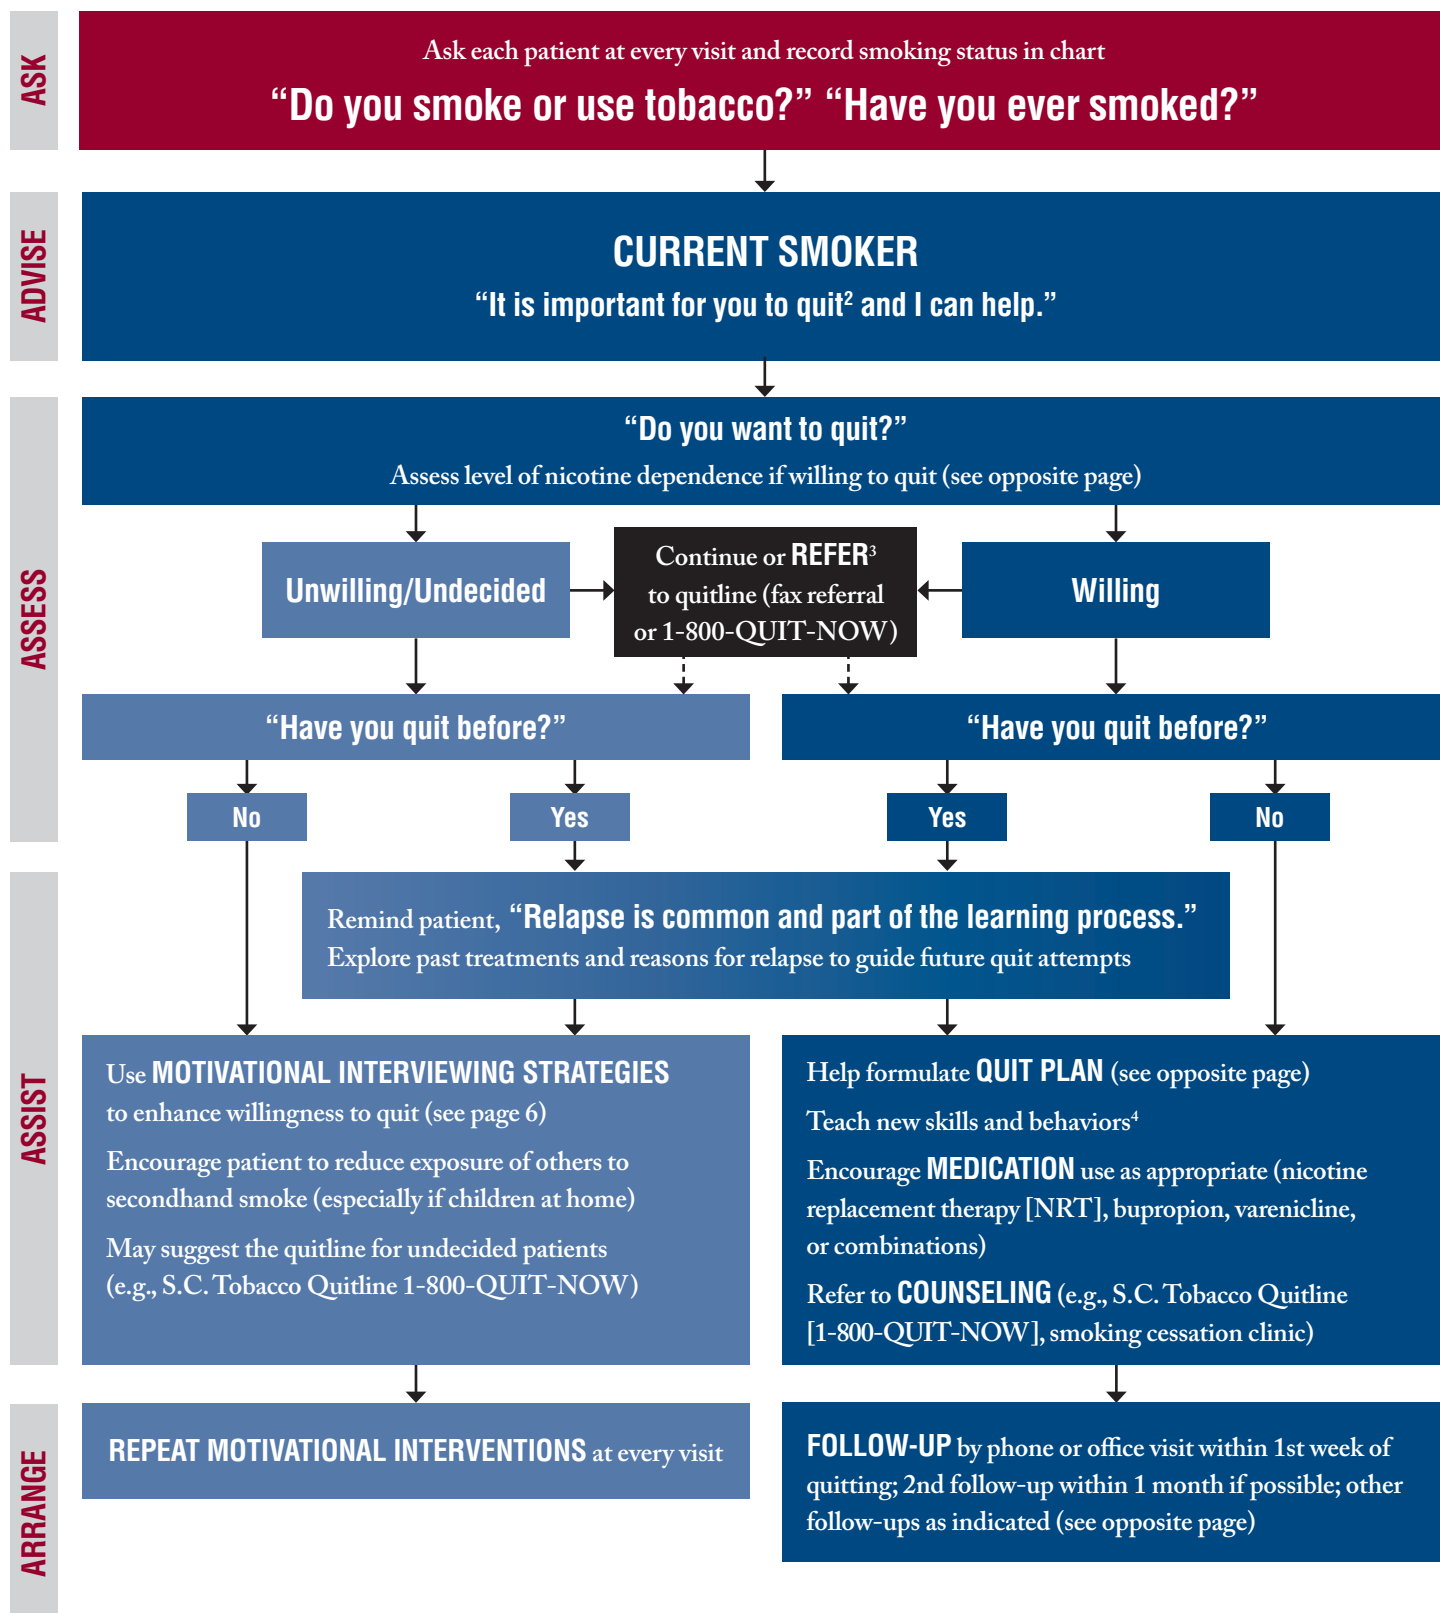 ASK
Ask each patient at every visit and record smoking status in chart
“Do you smoke or use tobacco?” “Have you ever smoked?”
ADVISE
CURRENT SMOKER
“It is important for you to quit² and I can help.”
ASSESS
“Do you want to quit?”
Assess level of nicotine dependence if willing to quit (see opposite page)
Unwilling/Undecided
Continue or REFER³
to quitline (fax referral
or 1-800-QUIT-NOW)
Willing
“Have you quit before?”
“Have you quit before?”
No
Yes
Yes
No
ASSIST
Remind patient, “Relapse is common and part of the learning process.”
Explore past treatments and reasons for relapse to guide future quit attempts
Use MOTIVATIONAL INTERVIEWING STRATEGIES
to enhance willingness to quit (see page 6)
Encourage patient to reduce exposure of others to
secondhand smoke (especially if children at home)
May suggest the quitline for undecided patients
(e.g., S.C. Tobacco Quitline 1-800-QUIT-NOW)
Help formulate QUIT PLAN (see opposite page)
Teach new skills and behaviors⁴
Encourage MEDICATION use as appropriate (nicotine
replacement therapy [NRT], bupropion, varenicline,
or combinations)
Refer to COUNSELING (e.g., S.C. Tobacco Quitline
[1-800-QUIT-NOW], smoking cessation clinic)
ARRANGE
REPEAT MOTIVATIONAL INTERVENTIONS at every visit
FOLLOW-UP by phone or office visit within 1st week of
quitting; 2nd follow-up within 1 month if possible; other
follow-ups as indicated (see opposite page)